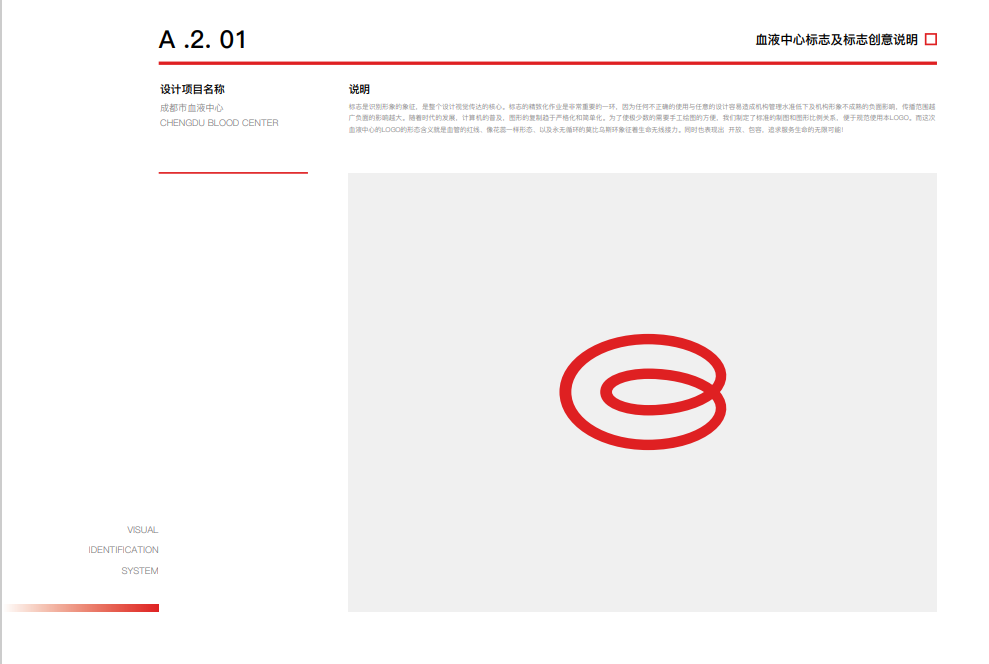 A .2. 01
血液中心标志及标志创意说明
设计项目名称
成都市血液中心
CHENGDU BLOOD CENTER
说明
标志是识别形象的象征，是整个设计视觉传达的核心。标志的精致化作业是非常重要的一环，因为任何不正确的使用与任意的设计容易造成机构管理水准低下及机构形象不成熟的负面影响，传播范围越
广负面的影响越大。随着时代的发展，计算机的普及，图形的复制趋于严格化和简单化。为了使极少数的需要手工绘图的方便，我们制定了标准的制图和图形比例关系，便于规范使用本LOGO。而这次
血液中心的LOGO的形态含义就是血管的红线，像花蕊一样形态，以及永无循环的莫比乌斯环象征着生命无线接力。同时也表现出 开放，包容，追求服务生命的无限可能！
VISUAL
IDENTIFICATION
SYSTEM